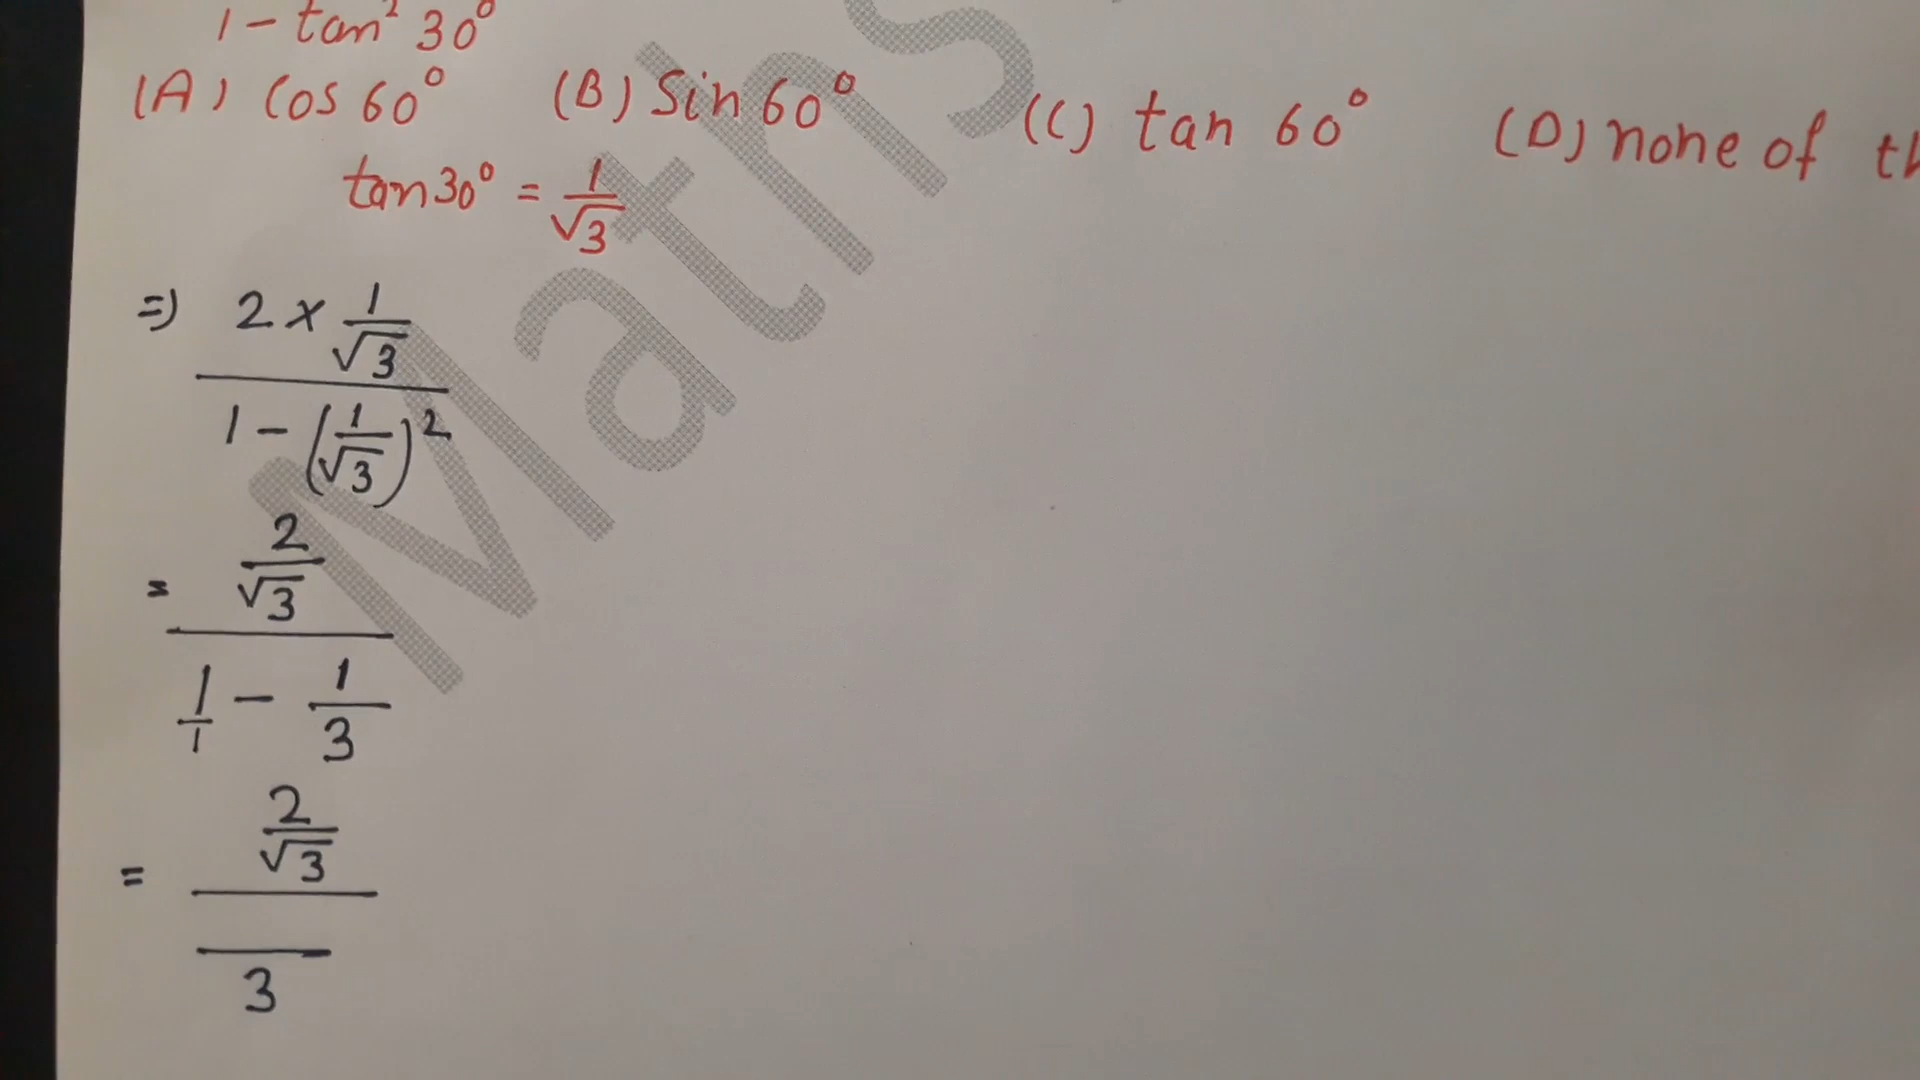 1 - tan² 30°
(A) Cos 60° (B) Sin 60° (C) tan 60° (D) none of
tan 30° = 1/√3
=) 2 × 1/√3
1 - (1/√3)²
= 2/√3
1/1 - 1/3
= 2/√3
3
Maths